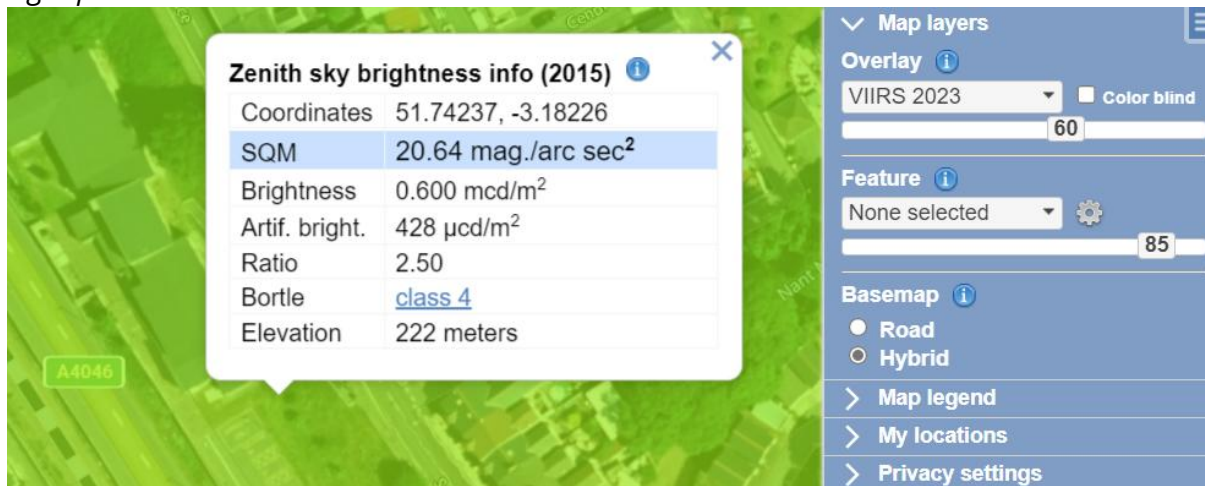 Zenith sky brightness info (2015)
Coordinates 51.74237, -3.18226
SQM 20.64 mag./arc sec²
Brightness 0.600 mcd/m²
Artif. bright. 428 µcd/m²
Ratio 2.50
Bortle class 4
Elevation 222 meters
A4046
Nant
Map layers
Overlay
VIIRS 2023 Color blind
60
Feature
None selected
85
Basemap
Road
Hybrid
Map legend
My locations
Privacy settings